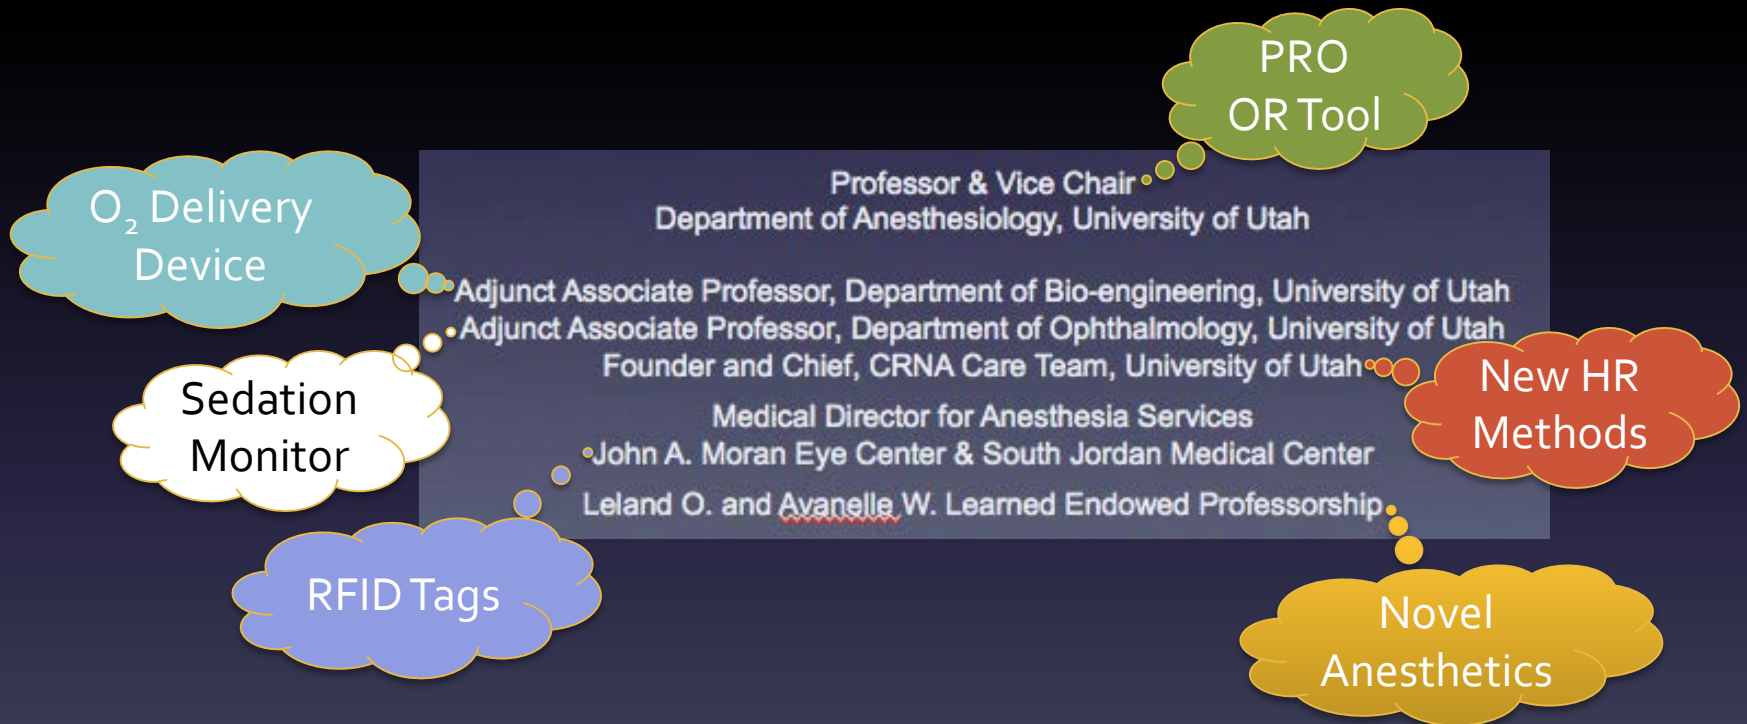 PRO
OR Tool
Professor & Vice Chair
Department of Anesthesiology, University of Utah
O₂ Delivery
Device
Adjunct Associate Professor, Department of Bio-engineering, University of Utah
Adjunct Associate Professor, Department of Ophthalmology, University of Utah
Founder and Chief, CRNA Care Team, University of Utah
New HR
Methods
Sedation
Monitor
Medical Director for Anesthesia Services
John A. Moran Eye Center & South Jordan Medical Center
Leland O. and Avanelle W. Learned Endowed Professorship
RFID Tags
Novel
Anesthetics